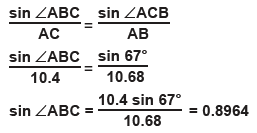 sin ∠ABC / AC = sin ∠ACB / AB
sin ∠ABC / 10.4 = sin 67° / 10.68
sin ∠ABC = 10.4 sin 67° / 10.68 = 0.8964